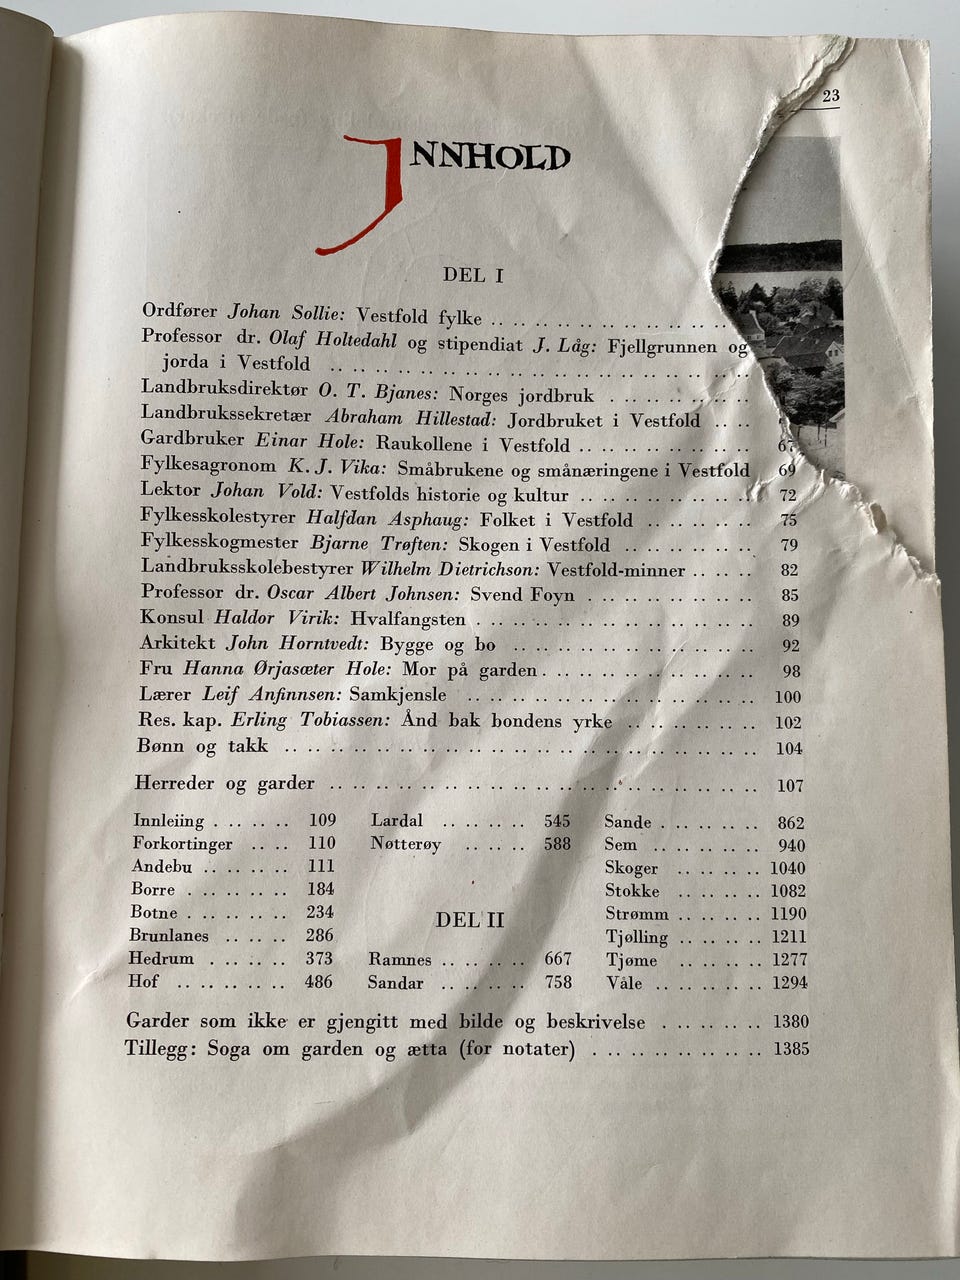 23
INNHOLD
DEL I
Ordfører Johan Sollie: Vestfold fylke .. .. .. .. .. .. .. .. .. .. ..
Professor dr. Olaf Holtedahl og stipendiat J. Låg: Fjellgrunnen og
jorda i Vestfold .. .. .. .. .. .. .. .. .. .. .. .. .. .. .. .. .. .. ..
Landbruksdirektør O. T. Bjanes: Norges jordbruk . .. .. .. .. .. ..
Landbrukssekretær Abraham Hillestad: Jordbruket i Vestfold .. ..
Gardbruker Einar Hole: Raukollene i Vestfold .. .. .. .. .. .. .. .. 67
Fylkesagronom K. J. Vika: Småbrukene og smånæringene i Vestfold 69
Lektor Johan Vold: Vestfolds historie og kultur .. .. .. .. .. .. .. .. 72
Fylkesskolestyrer Halfdan Asphaug: Folket i Vestfold .. .. .. .. .. 75
Fylkesskogmester Bjarne Trøften: Skogen i Vestfold .. .. .. .. .. .. 79
Landbruksskolebestyrer Wilhelm Dietrichson: Vestfold-minner .. .. .. 82
Professor dr. Oscar Albert Johnsen: Svend Foyn . .. .. .. .. .. .. .. 85
Konsul Haldor Virik: Hvalfangsten . .. .. .. .. .. .. .. .. .. .. .. .. 89
Arkitekt John Horntvedt: Bygge og bo .. .. .. .. .. .. .. .. .. .. .. 92
Fru Hanna Ørjasæter Hole: Mor på garden . .. .. .. .. .. .. .. .. .. 98
Lærer Leif Anfinnsen: Samkjensle .. .. .. .. .. .. .. .. .. .. .. .. .. 100
Res. kap. Erling Tobiassen: Ånd bak bondens yrke .. .. .. .. .. .. 102
Bønn og takk .. .. .. .. .. .. .. .. .. .. .. .. .. .. .. .. .. .. .. .. .. 104
Herreder og garder .. .. .. .. .. .. .. .. .. .. .. .. .. .. .. .. .. .. .. 107
Innleiing . .. .. .. 109
Forkortinger .. .. 110
Andebu .. .. .. .. 111
Borre . .. .. .. .. 184
Botne . .. .. .. .. 234
Brunlanes .. .. .. 286
Hedrum . .. .. .. 373
Hof .. .. .. .. .. 486
Lardal .. .. .. .. 545
Nøtterøy .. .. .. 588
DEL II
Ramnes .. .. .. .. 667
Sandar .. .. .. .. 758
Sande . .. .. .. .. 862
Sem .. .. .. .. .. 940
Skoger .. .. .. .. 1040
Stokke .. .. .. .. 1082
Strømm .. .. .. .. 1190
Tjølling .. .. .. .. 1211
Tjøme .. .. .. .. 1277
Våle .. .. .. .. .. 1294
Garder som ikke er gjengitt med bilde og beskrivelse . .. .. .. .. 1380
Tillegg: Soga om garden og ætta (for notater) . .. .. .. .. .. .. .. 1385